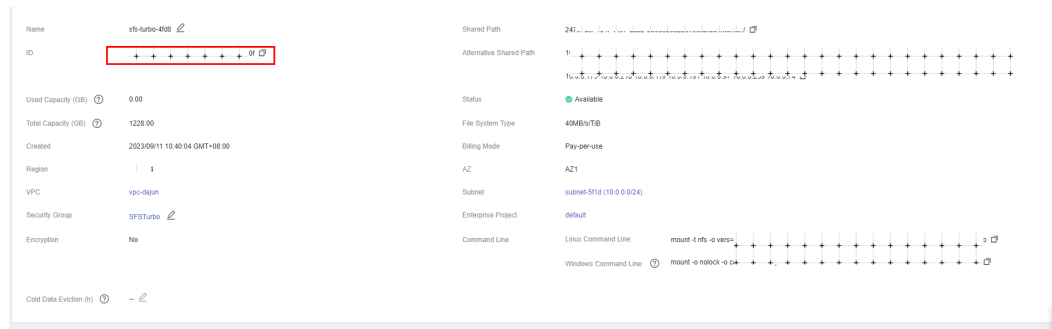 Name sfs-turbo-4fd8 Shared Path
ID 0f Alternative Shared Path
Used Capacity (GB) 0.00 Status Available
Total Capacity (GB) 1228.00 File System Type 40MB/s/TiB
Created 2023/09/11 10:40:04 GMT+08:00 Billing Mode Pay-per-use
Region AZ AZ1
VPC vpc-dajun Subnet subnet-5f1d (10.0.0.0/24)
Security Group SFSTurbo Enterprise Project default
Encryption No Command Line Linux Command Line: mount -t nfs -o vers=
Windows Command Line: mount -o nolock -o
Cold Data Eviction (h) --